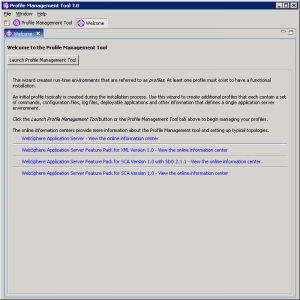 Profile Management Tool 7.0
File Window Help
Profile Management Tool Welcome
Welcome
Welcome to the Profile Management Tool
Launch Profile Management Tool
This wizard creates run-time environments that are referred to as profiles. At least one profile must exist to have a functional
installation.
An initial profile typically is created during the installation process. Use this wizard to create additional profiles that each contain a set
of commands, configuration files, log files, deployable applications and other information that defines a single application server
environment.
Click the Launch Profile Management Tool button or the Profile Management Tool tab above to begin managing your profiles.
The online information centers provide more information about the Profile Management tool and setting up typical topologies.
WebSphere Application Server - View the online information center
WebSphere Application Server Feature Pack for XML Version 1.0 - View the online information center
WebSphere Application Server Feature Pack for SCA Version 1.0 with SDO 2.1.1 - View the online information center
WebSphere Application Server Feature Pack for SCA Version 1.0 - View the online information center